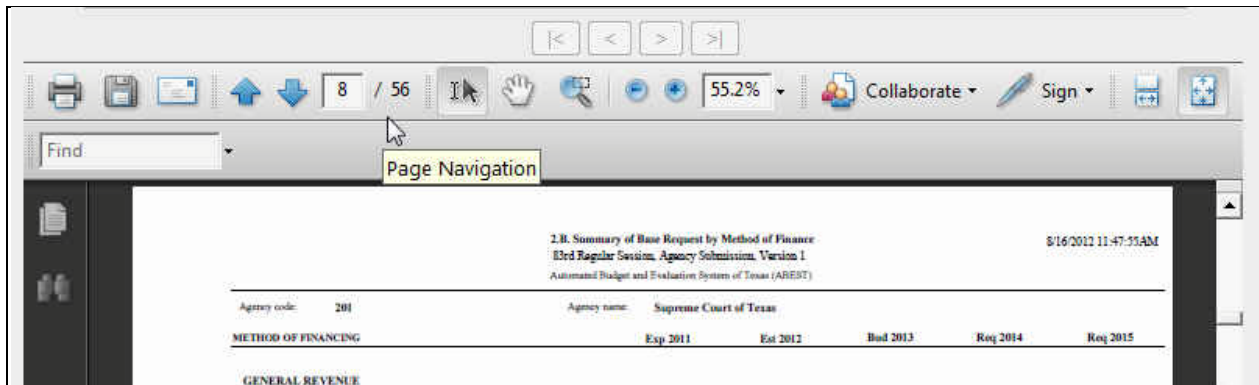 |< < > >|
8 / 56 55.2% Collaborate Sign
Find
Page Navigation
2.B. Summary of Base Request by Method of Finance 8/16/2012 11:47:55AM
83rd Regular Session, Agency Submission, Version 1
Automated Budget and Evaluation System of Texas (ABEST)
Agency code: 201 Agency name: Supreme Court of Texas
METHOD OF FINANCING Exp 2011 Est 2012 Bud 2013 Req 2014 Req 2015
GENERAL REVENUE